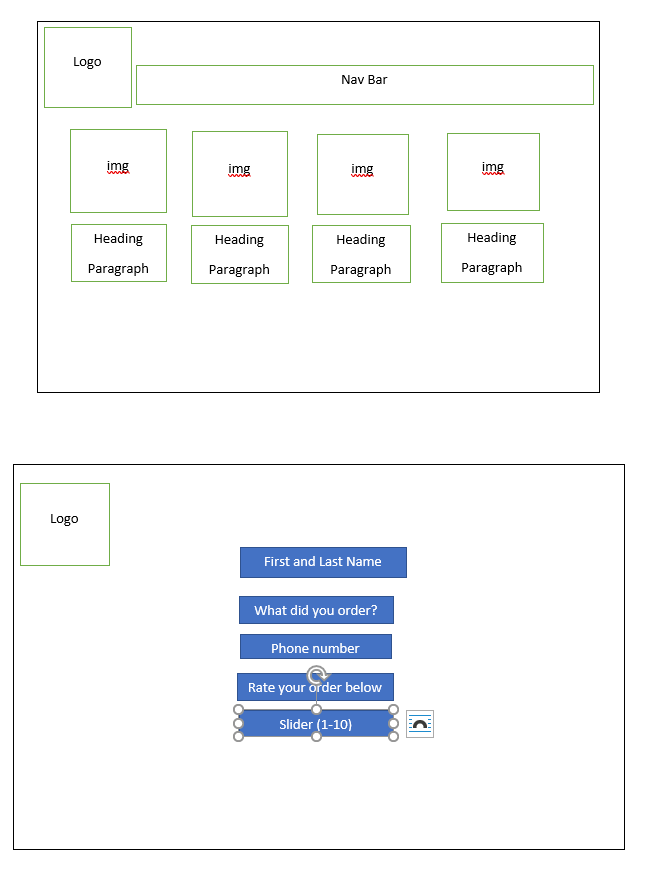 Logo
Nav Bar
img
img
img
img
Heading
Paragraph
Heading
Paragraph
Heading
Paragraph
Heading
Paragraph
Logo
First and Last Name
What did you order?
Phone number
Rate your order below
Slider (1-10)